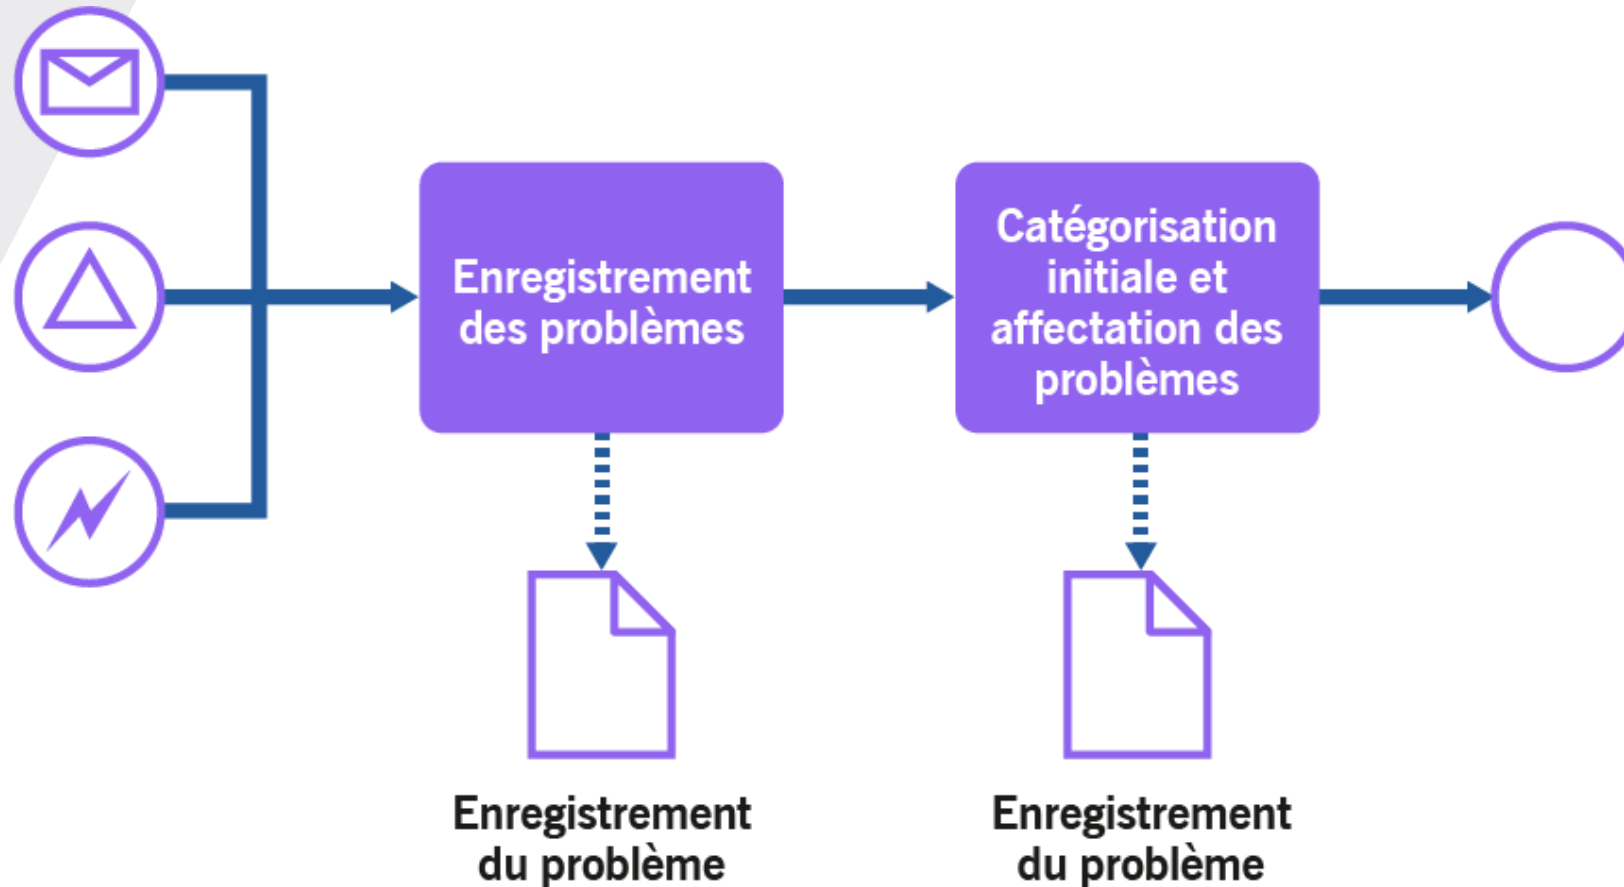 Enregistrement
des problèmes
Catégorisation
initiale et
affectation des
problèmes
Enregistrement
du problème
Enregistrement
du problème